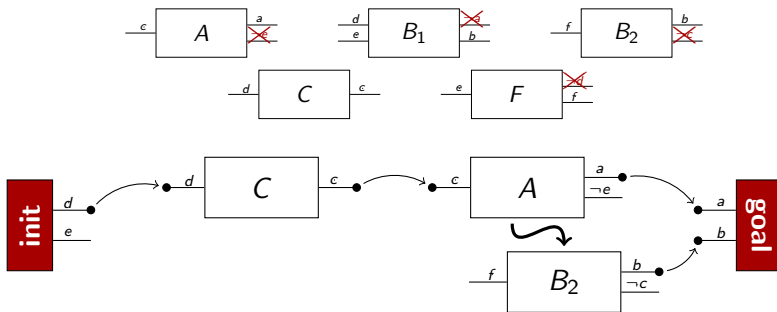 c A a ¬e
d e B1 ¬a b
f B2 b ¬c
d C c
e F ¬d f
init d e
d C c
c A a ¬e
f B2 b ¬c
a b goal